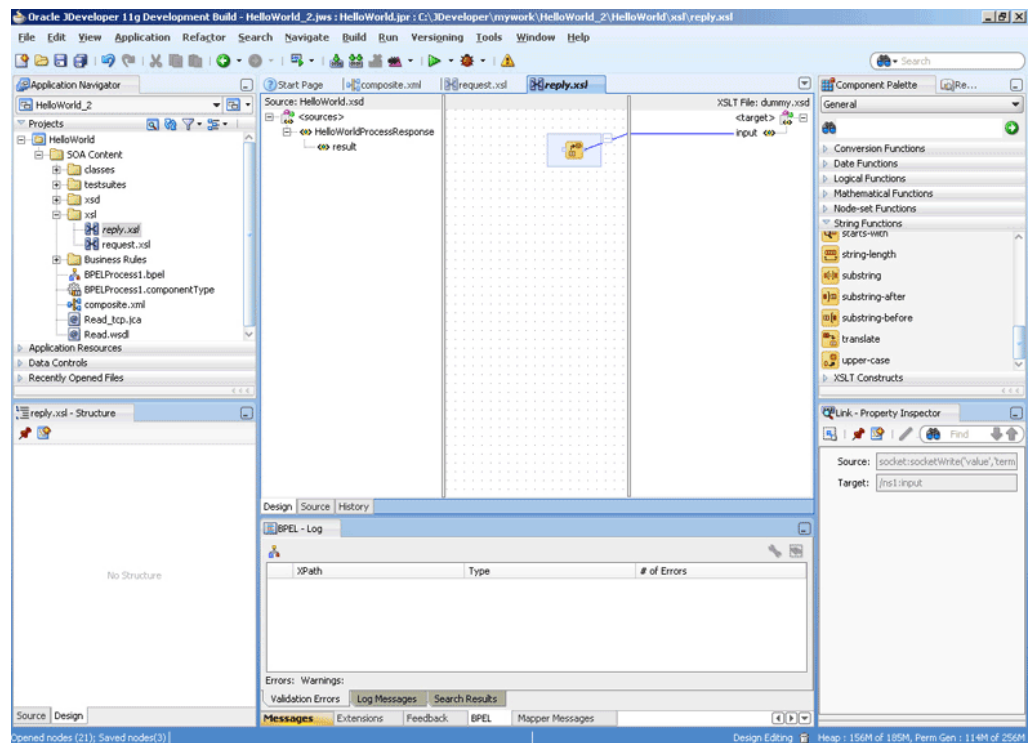 Oracle JDeveloper 11g Development Build - HelloWorld_2.jws : HelloWorld.jpr : C:\JDeveloper\mywork\HelloWorld_2\HelloWorld\xsl\reply.xsl
File Edit View Application Refactor Search Navigate Build Run Versioning Tools Window Help
Search
Application Navigator
HelloWorld_2
Projects
HelloWorld
SOA Content
classes
testsuites
xsd
xsl
reply.xsl
request.xsl
Business Rules
BPELProcess1.bpel
BPELProcess1.componentType
composite.xml
Read_tcp.jca
Read.wsdl
Application Resources
Data Controls
Recently Opened Files
reply.xsl - Structure
No Structure
Source Design
Start Page composite.xml request.xsl reply.xsl
Source: HelloWorld.xsd XSLT File: dummy.xsd
<sources> <target>
HelloWorldProcessResponse input
result
Design Source History
BPEL - Log
XPath Type # of Errors
Errors: Warnings:
Validation Errors Log Messages Search Results
Messages Extensions Feedback BPEL Mapper Messages
Component Palette Re...
General
Conversion Functions
Date Functions
Logical Functions
Mathematical Functions
Node-set Functions
String Functions
starts-with
string-length
substring
substring-after
substring-before
translate
upper-case
XSLT Constructs
Link - Property Inspector
Find
Source: socket:socketWrite('value','term
Target: /ns1:input
Opened nodes (21); Saved nodes(3) Design Editing Heap : 156M of 185M, Perm Gen : 114M of 256M